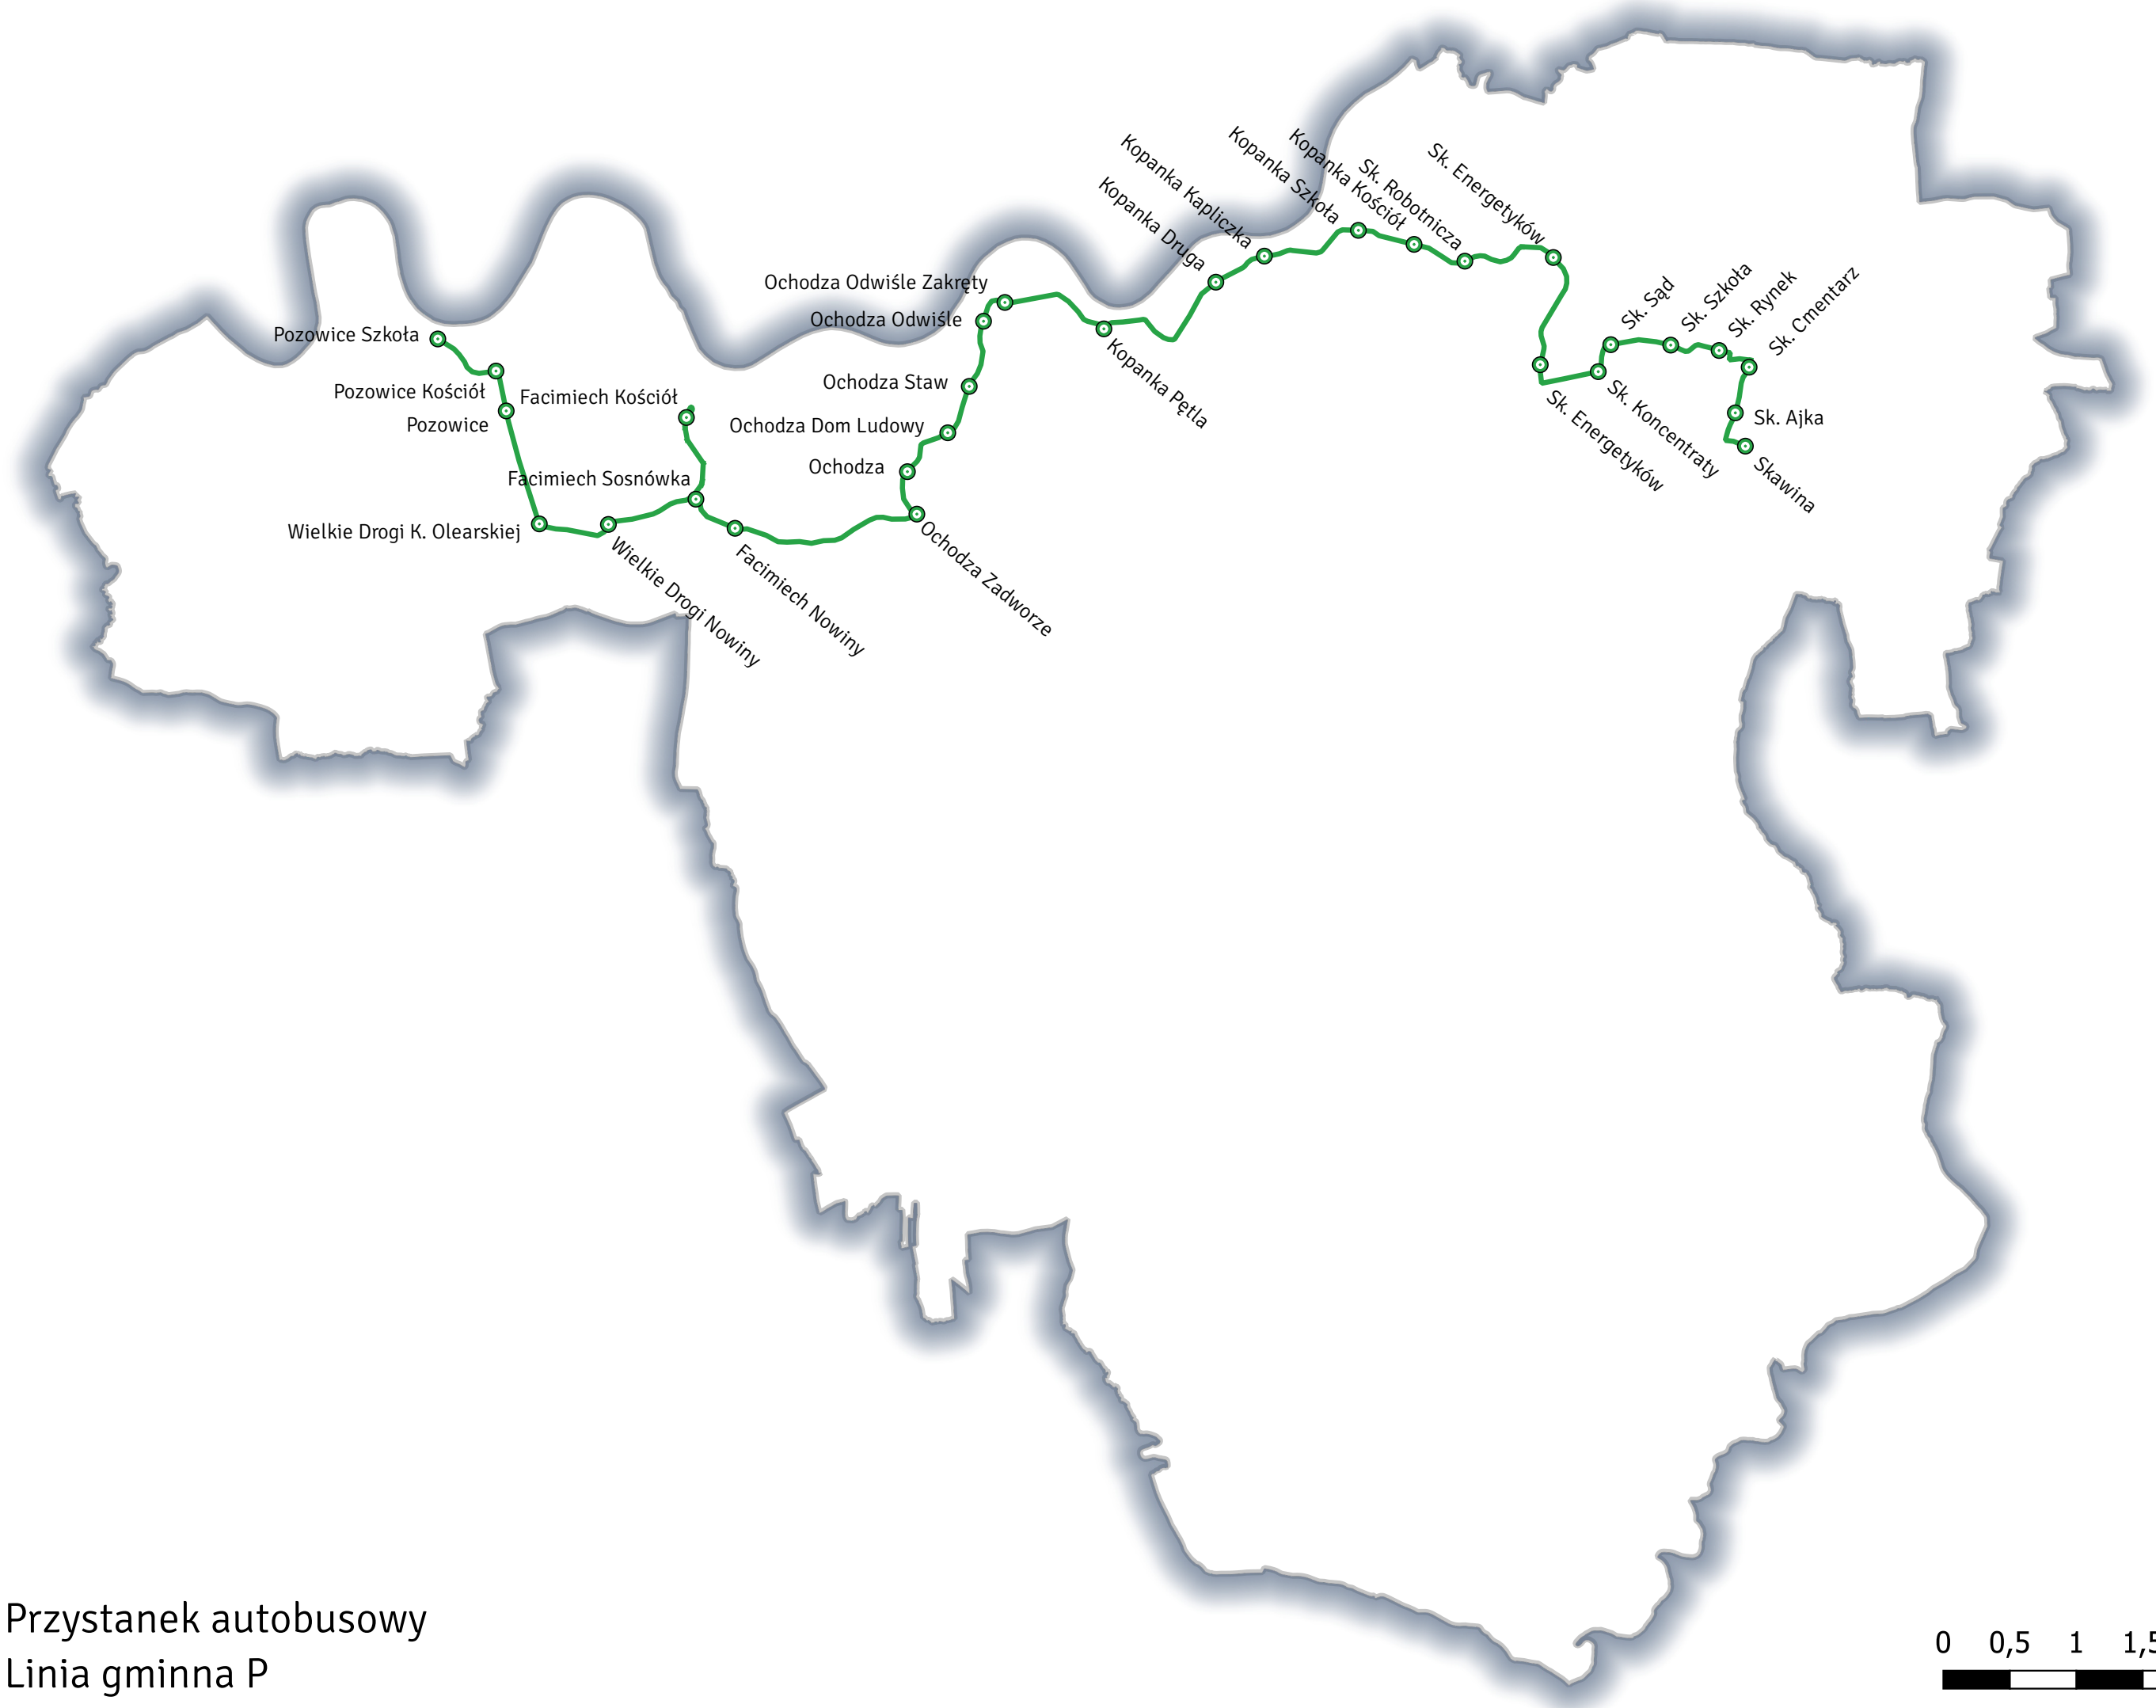 Pozowice Szkoła
Pozowice Kościół
Pozowice
Facimiech Kościół
Facimiech Sosnówka
Wielkie Drogi K. Olearskiej
Wielkie Drogi Nowiny
Facimiech Nowiny
Ochodza Zadworze
Ochodza
Ochodza Dom Ludowy
Ochodza Staw
Ochodza Odwiśle
Ochodza Odwiśle Zakręty
Kopanka Pętla
Kopanka Druga
Kopanka Kapliczka
Kopanka Szkoła
Kopanka Kościół
Sk. Robotnicza
Sk. Energetyków
Sk. Energetyków
Sk. Koncentraty
Sk. Sąd
Sk. Szkoła
Sk. Rynek
Sk. Cmentarz
Sk. Ajka
Skawina
Przystanek autobusowy
Linia gminna P
0 0,5 1 1,5